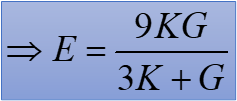 ⇒ E = 9KG / (3K + G)